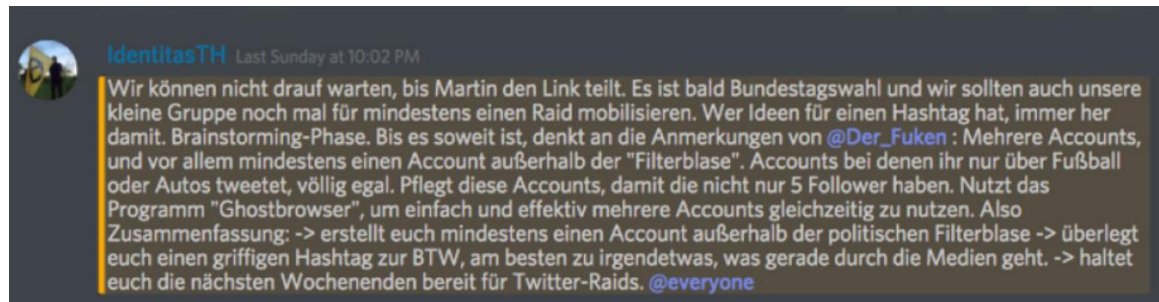 IdentitasTH Last Sunday at 10:02 PM
Wir können nicht drauf warten, bis Martin den Link teilt. Es ist bald Bundestagswahl und wir sollten auch unsere
kleine Gruppe noch mal für mindestens einen Raid mobilisieren. Wer Ideen für einen Hashtag hat, immer her
damit. Brainstorming-Phase. Bis es soweit ist, denkt an die Anmerkungen von @Der_Fuken : Mehrere Accounts,
und vor allem mindestens einen Account außerhalb der "Filterblase". Accounts bei denen ihr nur über Fußball
oder Autos tweetet, völlig egal. Pflegt diese Accounts, damit die nicht nur 5 Follower haben. Nutzt das
Programm "Ghostbrowser", um einfach und effektiv mehrere Accounts gleichzeitig zu nutzen. Also
Zusammenfassung: -> erstellt euch mindestens einen Account außerhalb der politischen Filterblase -> überlegt
euch einen griffigen Hashtag zur BTW, am besten zu irgendetwas, was gerade durch die Medien geht. -> haltet
euch die nächsten Wochenenden bereit für Twitter-Raids. @everyone